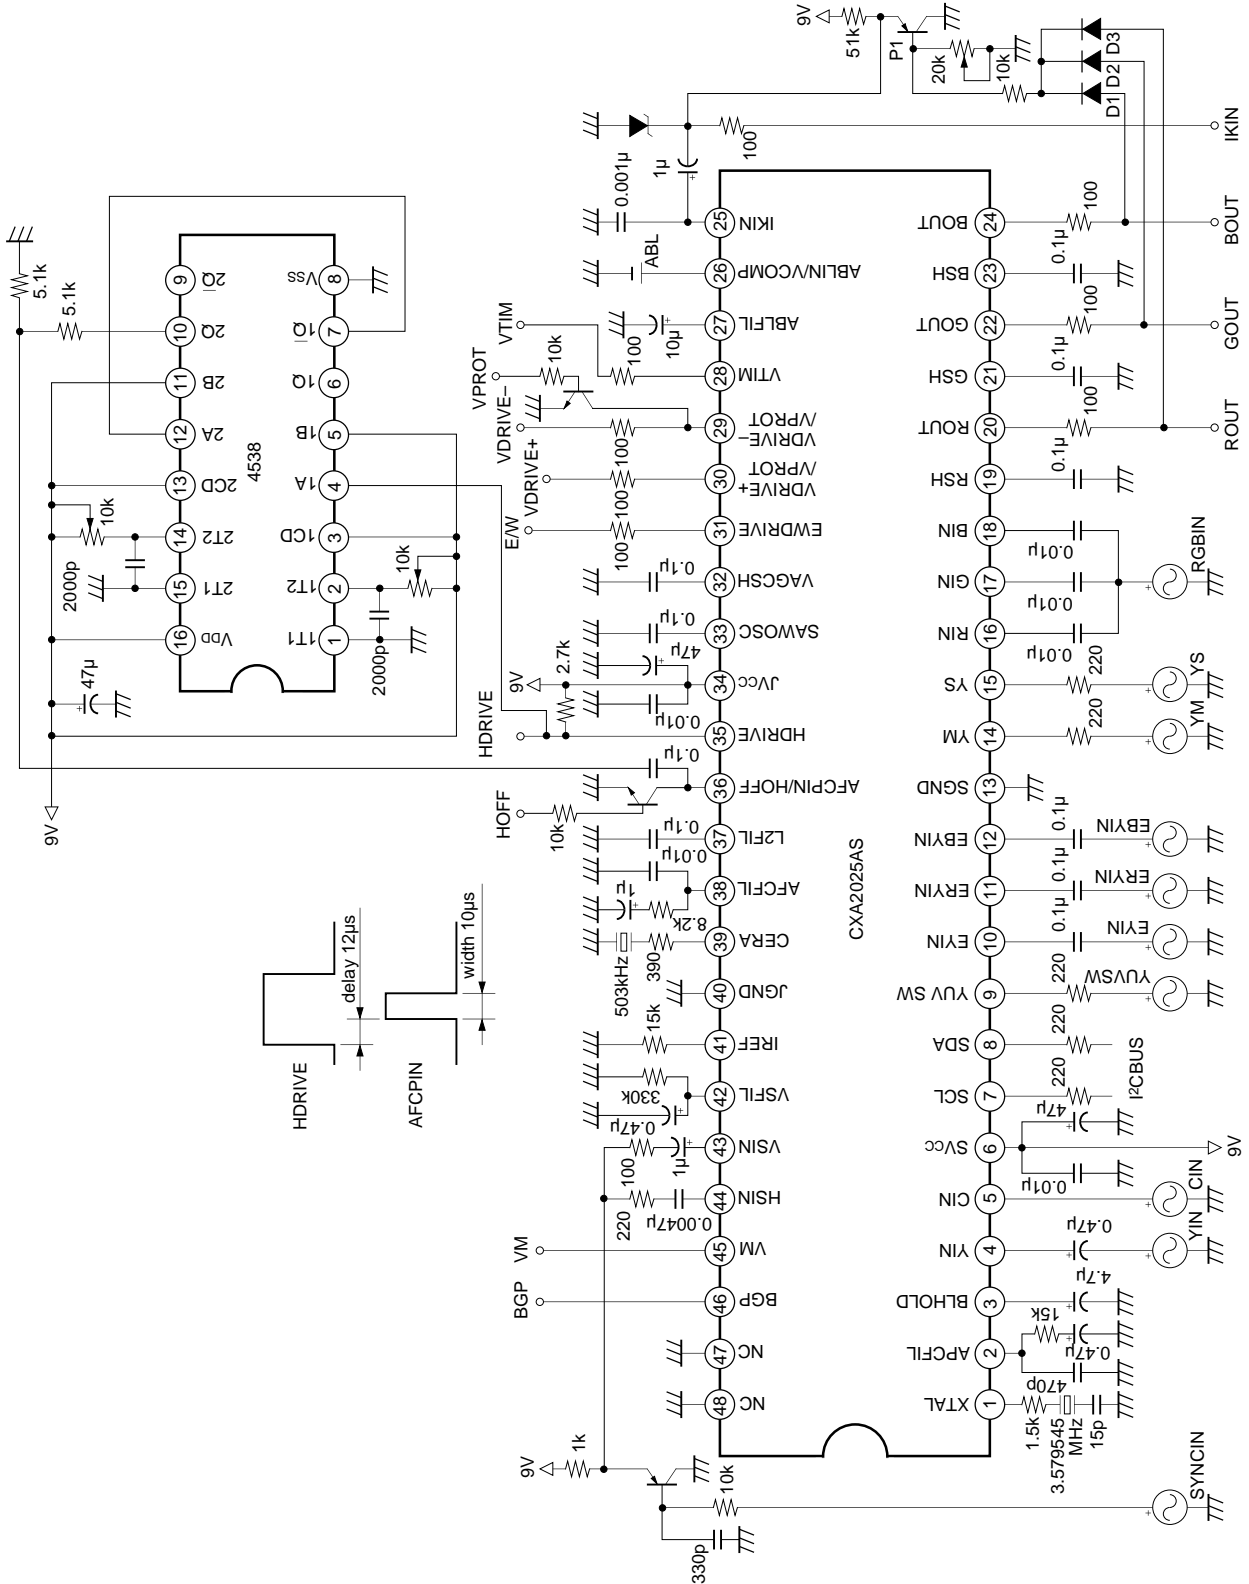 9V
51k
P1
20k
10k
D1
D2
D3
IKIN
100
1µ
0.001µ
ABL
10µ
VTIM
100
VPROT
10k
VDRIVE–
100
VDRIVE+
100
E/W
100
0.1µ
0.1µ
47µ
9V
2.7k
0.01µ
HDRIVE
0.1µ
HOFF
10k
0.1µ
0.01µ
1µ
8.2k
503kHz
390
15k
330k
0.47µ
1µ
100
220
0.0047µ
VM
BGP
9V
1k
10k
330p
SYNCIN
5.1k
5.1k
9 2Q
10 2Q
11 2B
12 2A
13 2CD
14 2T2
15 2T1
16 VDD
8 VSS
7 1Q
6 1Q
5 1B
4 1A
3 1CD
2 1T2
1 1T1
4538
10k
2000p
10k
2000p
47µ
9V
HDRIVE
delay 12µs
AFCPIN
width 10µs
25 IKIN
26 ABLIN/VCOMP
27 ABLFIL
28 VTIM
29 VDRIVE–
/VPROT
30 VDRIVE+
/VPROT
31 EWDRIVE
32 VAGCSH
33 SAWOSC
34 JVCC
35 HDRIVE
36 AFCPIN/HOFF
37 L2FIL
38 AFCFIL
39 CERA
40 JGND
41 IREF
42 VSFIL
43 VSIN
44 HSIN
45 VM
46 BGP
47 NC
48 NC
CXA2025AS
24 BOUT
23 BSH
22 GOUT
21 GSH
20 ROUT
19 RSH
18 BIN
17 GIN
16 RIN
15 YS
14 YM
13 SGND
12 EBYIN
11 ERYIN
10 EYIN
9 YUV SW
8 SDA
7 SCL
6 SVCC
5 CIN
4 YIN
3 BLHOLD
2 APCFIL
1 XTAL
100
BOUT
0.1µ
100
GOUT
0.1µ
100
ROUT
0.1µ
0.01µ
0.01µ
0.01µ
RGBIN
220
YS
220
YM
0.1µ
EBYIN
0.1µ
ERYIN
0.1µ
EYIN
220
YUVSW
220
220
I²CBUS
47µ
0.01µ
9V
CIN
0.47µ
YIN
4.7µ
15k
0.47µ
470p
1.5k
3.579545
MHz
15p